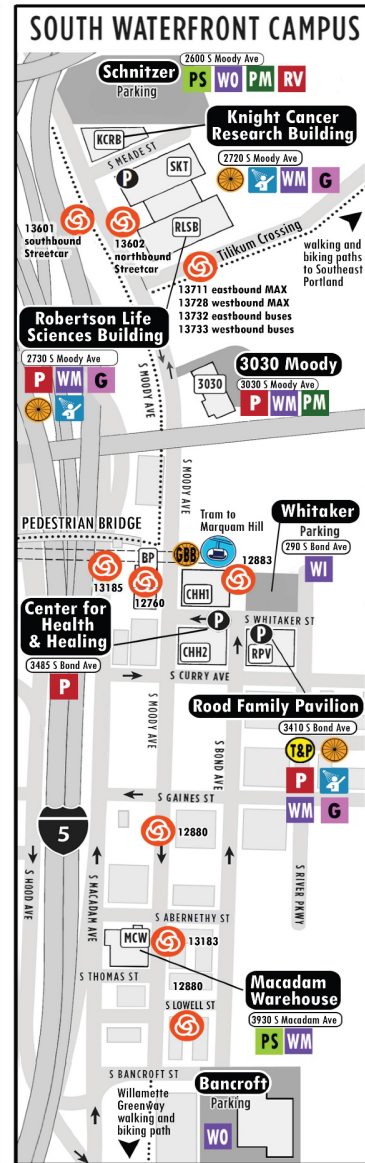 SOUTH WATERFRONT CAMPUS
Schnitzer
Parking
2600 S Moody Ave
PS WO PM RV
KCRB
Knight Cancer
Research Building
2720 S Moody Ave
WM G
S MEADE ST
P
SKT
RLSB
13601
southbound
Streetcar
13602
northbound
Streetcar
Tilikum Crossing
walking and
biking paths
to Southeast
Portland
13711 eastbound MAX
13728 westbound MAX
13732 eastbound buses
13733 westbound buses
Robertson Life
Sciences Building
2730 S Moody Ave
P WM G
S MOODY AVE
3030 Moody
3030 S Moody Ave
P WM PM
3030
S MOODY AVE
PEDESTRIAN BRIDGE
BP
GBB
Tram to
Marquam Hill
Whitaker
Parking
290 S Bond Ave
WI
12883
13185
12760
CHH1
Center for
Health
& Healing
3485 S Bond Ave
P
P
S WHITAKER ST
P
CHH2
RPV
S CURRY AVE
Rood Family Pavilion
3410 S Bond Ave
T&P
P
WM G
S MOODY AVE
S BOND AVE
S GAINES ST
5
12880
S HOOD AVE
S MACADAM AVE
S RIVER PKWY
S ABERNETHY ST
MCW
13183
S THOMAS ST
12880
Macadam
Warehouse
3930 S Macadam Ave
PS WM
S LOWELL ST
S BANCROFT ST
Willamette
Greenway
walking and
biking path
Bancroft
Parking
WO